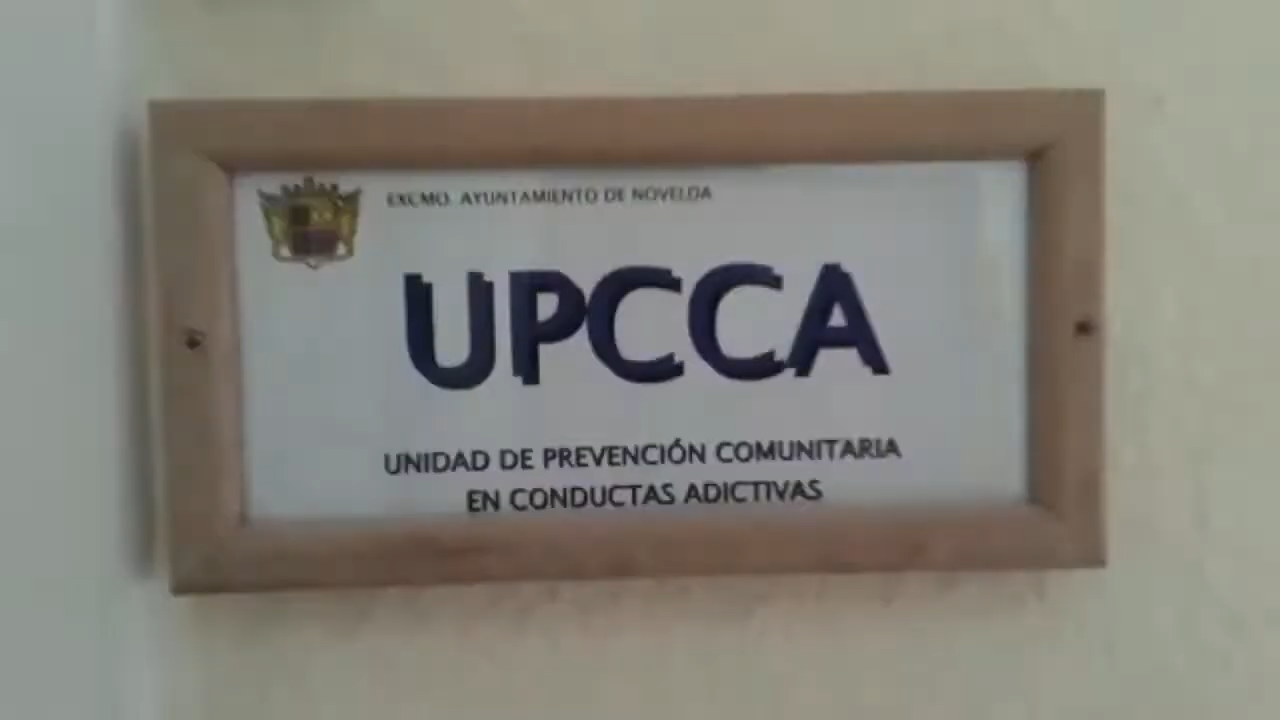 EXCMO. AYUNTAMIENTO DE NOVELDA
UPCCA
UNIDAD DE PREVENCIÓN COMUNITARIA
EN CONDUCTAS ADICTIVAS